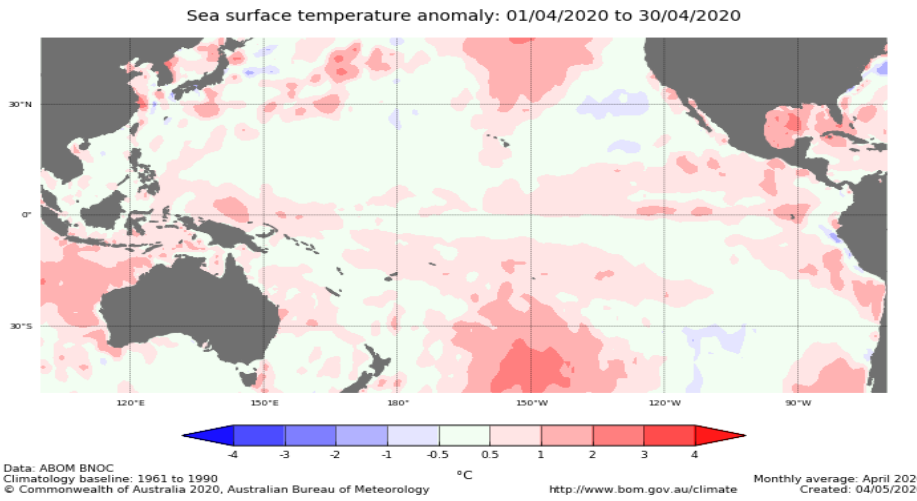 Sea surface temperature anomaly: 01/04/2020 to 30/04/2020
30°N
0°
30°S
120°E 150°E 180° 150°W 120°W 90°W
-4 -3 -2 -1 -0.5 0.5 1 2 3 4
°C
Data: ABOM BNOC
Climatology baseline: 1961 to 1990
© Commonwealth of Australia 2020, Australian Bureau of Meteorology
http://www.bom.gov.au/climate
Monthly average: April 202
Created: 04/05/202